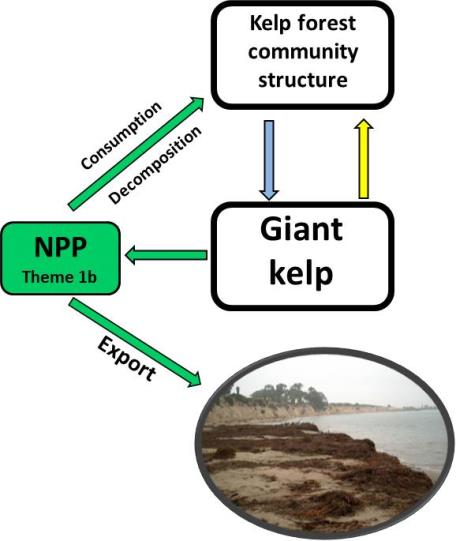 Kelp forest
community
structure
Consumption
Decomposition
Giant
kelp
NPP
Theme 1b
Export